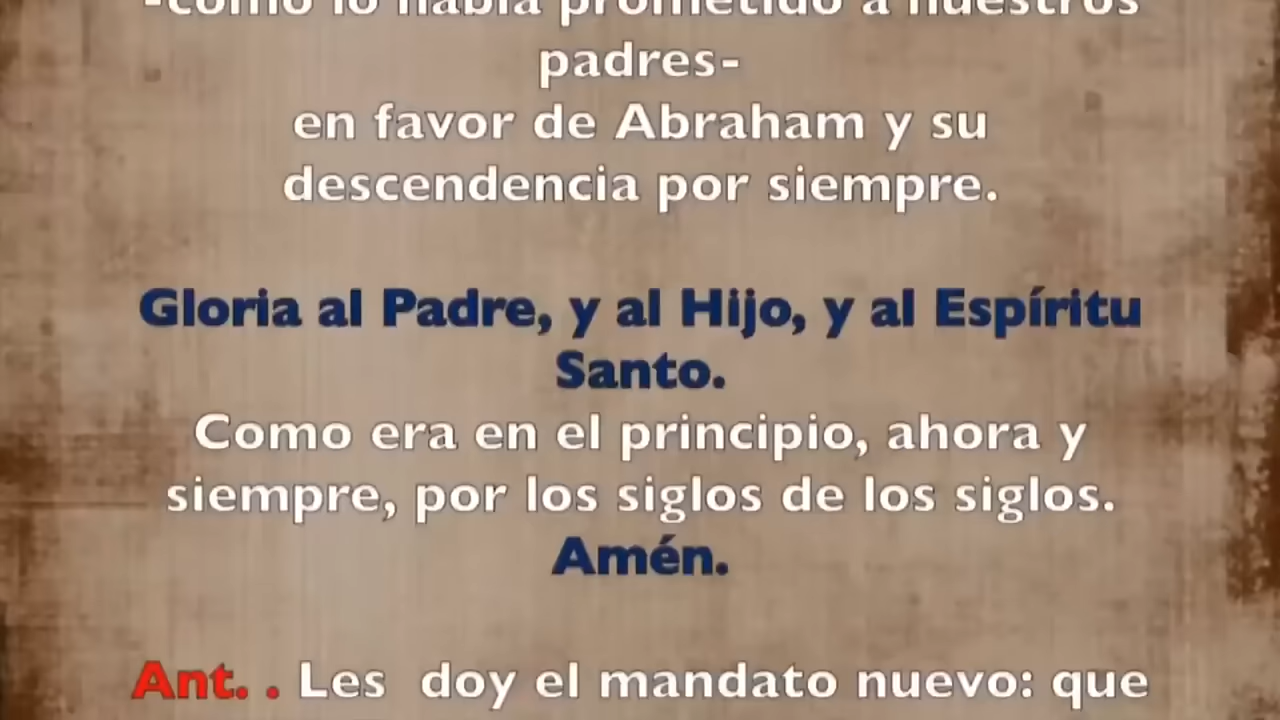 -como lo había prometido a nuestros
padres-
en favor de Abraham y su
descendencia por siempre.
Gloria al Padre, y al Hijo, y al Espíritu
Santo.
Como era en el principio, ahora y
siempre, por los siglos de los siglos.
Amén.
Ant. . Les doy el mandato nuevo: que